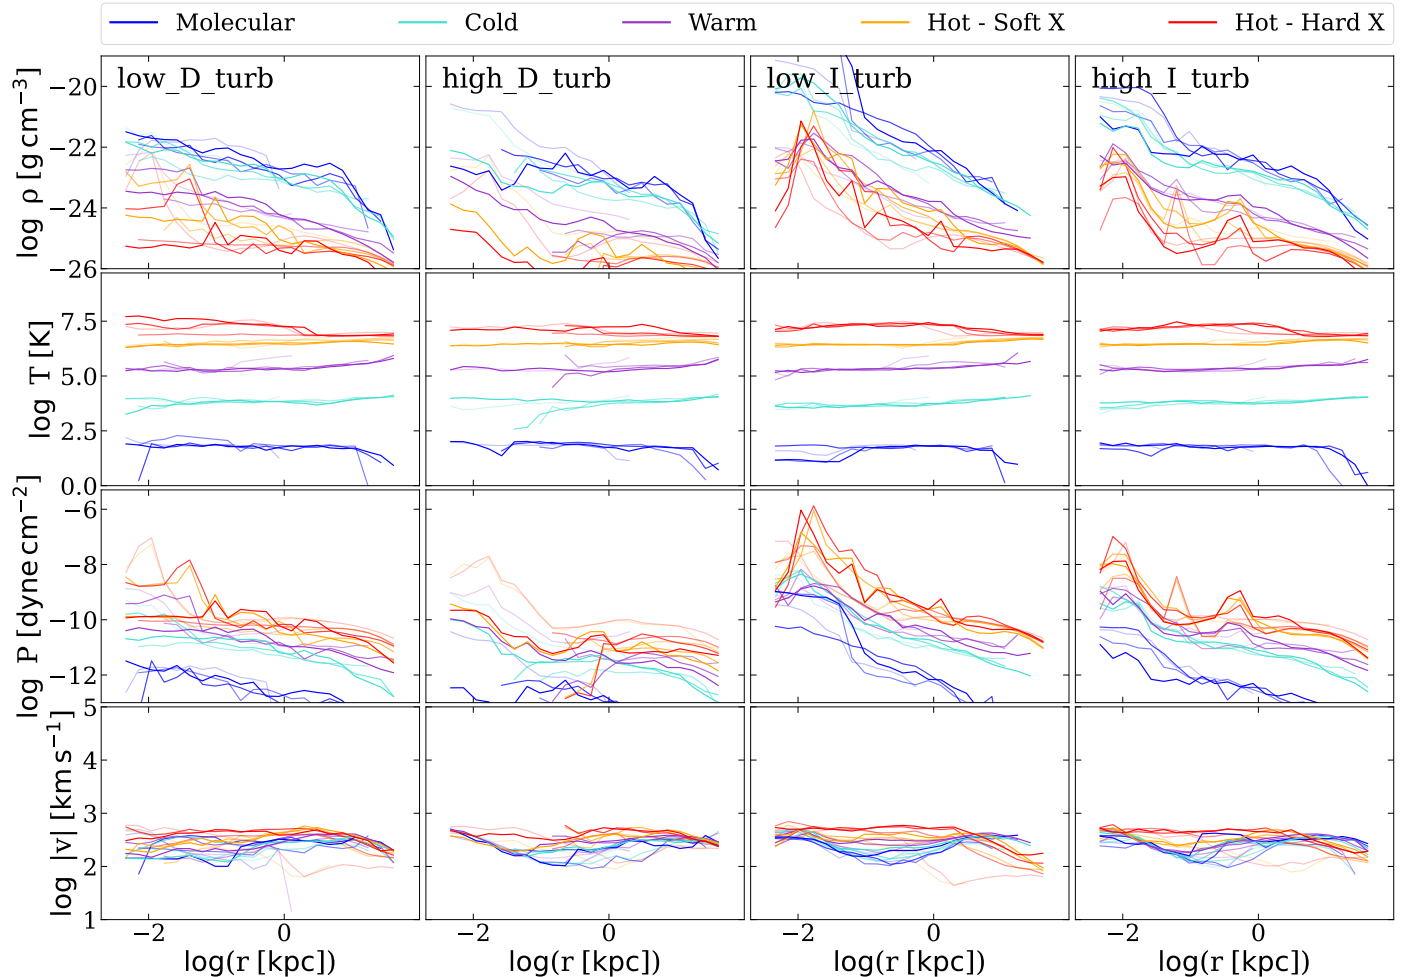 Molecular Cold Warm Hot - Soft X Hot - Hard X
low_D_turb high_D_turb low_I_turb high_I_turb
log ρ [g cm⁻³]
−20
−22
−24
−26
log T [K]
7.5
5.0
2.5
0.0
log P [dyne cm⁻²]
−6
−8
−10
−12
log |v| [km s⁻¹]
5
4
3
2
1
−2 0 −2 0 −2 0 −2 0
log(r [kpc]) log(r [kpc]) log(r [kpc]) log(r [kpc])